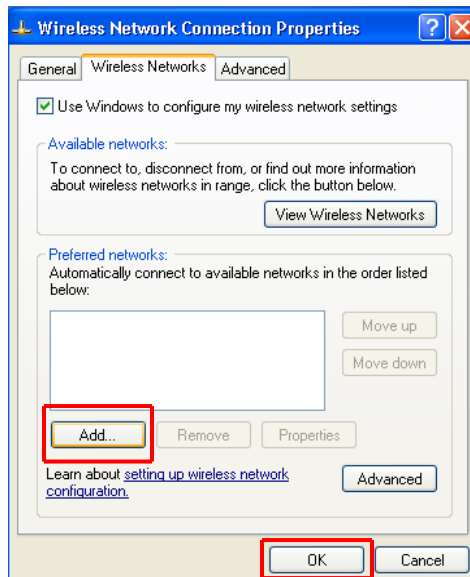 Wireless Network Connection Properties
General Wireless Networks Advanced
Use Windows to configure my wireless network settings
Available networks:
To connect to, disconnect from, or find out more information
about wireless networks in range, click the button below.
View Wireless Networks
Preferred networks:
Automatically connect to available networks in the order listed
below:
Move up
Move down
Add... Remove Properties
Learn about setting up wireless network
configuration.
Advanced
OK Cancel